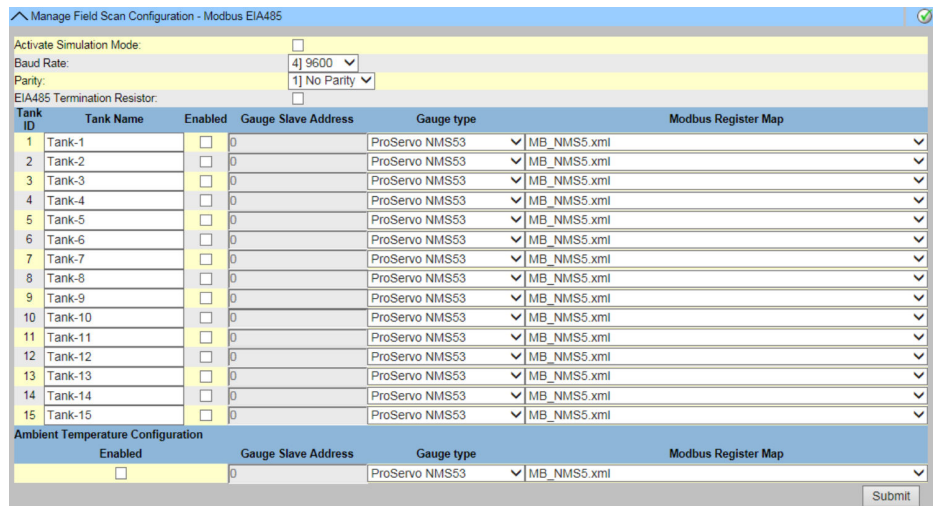 Manage Field Scan Configuration - Modbus EIA485
Activate Simulation Mode:
Baud Rate: 4] 9600
Parity: 1] No Parity
EIA485 Termination Resistor:
Tank ID Tank Name Enabled Gauge Slave Address Gauge type Modbus Register Map
1 Tank-1 0 ProServo NMS53 MB_NMS5.xml
2 Tank-2 0 ProServo NMS53 MB_NMS5.xml
3 Tank-3 0 ProServo NMS53 MB_NMS5.xml
4 Tank-4 0 ProServo NMS53 MB_NMS5.xml
5 Tank-5 0 ProServo NMS53 MB_NMS5.xml
6 Tank-6 0 ProServo NMS53 MB_NMS5.xml
7 Tank-7 0 ProServo NMS53 MB_NMS5.xml
8 Tank-8 0 ProServo NMS53 MB_NMS5.xml
9 Tank-9 0 ProServo NMS53 MB_NMS5.xml
10 Tank-10 0 ProServo NMS53 MB_NMS5.xml
11 Tank-11 0 ProServo NMS53 MB_NMS5.xml
12 Tank-12 0 ProServo NMS53 MB_NMS5.xml
13 Tank-13 0 ProServo NMS53 MB_NMS5.xml
14 Tank-14 0 ProServo NMS53 MB_NMS5.xml
15 Tank-15 0 ProServo NMS53 MB_NMS5.xml
Ambient Temperature Configuration
Enabled Gauge Slave Address Gauge type Modbus Register Map
0 ProServo NMS53 MB_NMS5.xml
Submit